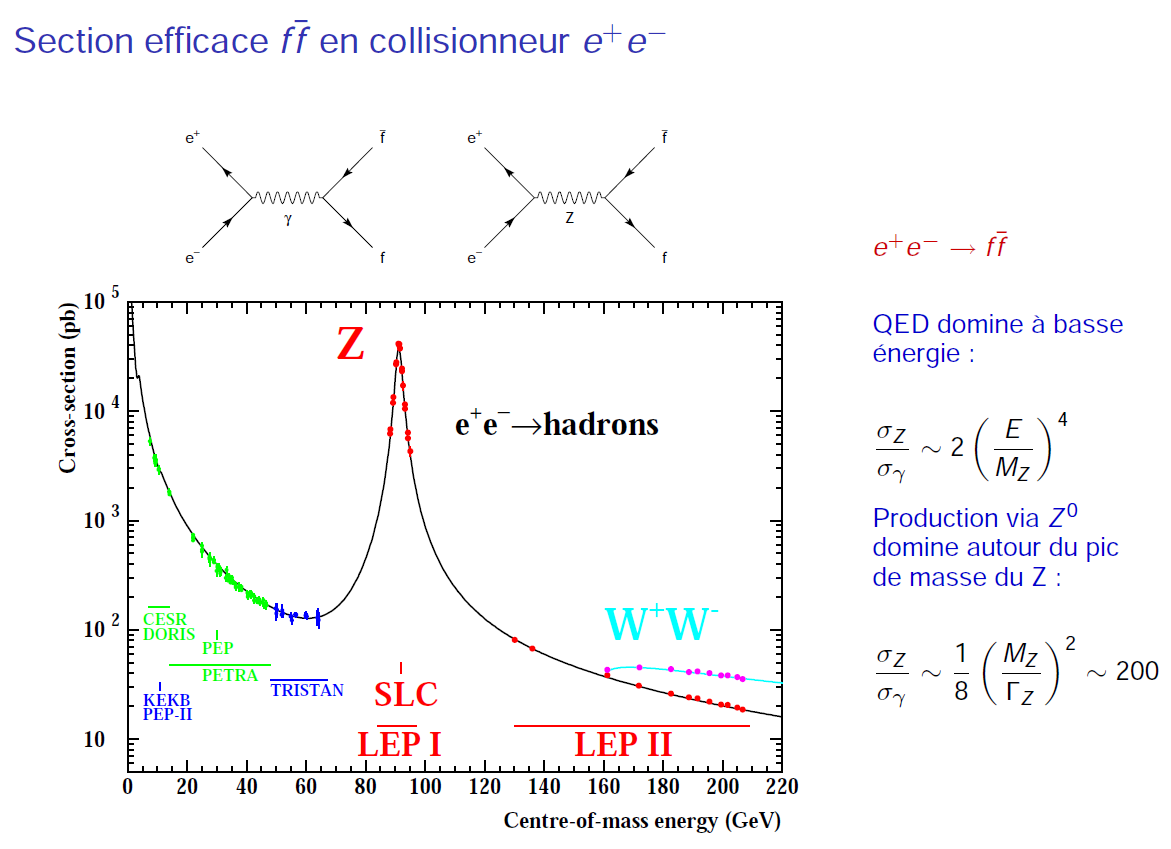 Section efficace f f̄ en collisionneur e⁺e⁻
e⁺ f̄ e⁺ f̄
γ Z
e⁻ f e⁻ f
e⁺e⁻ → f f̄
QED domine à basse
énergie :
σ_Z / σ_γ ∼ 2 (E / M_Z)⁴
Production via Z⁰
domine autour du pic
de masse du Z :
σ_Z / σ_γ ∼ 1/8 (M_Z / Γ_Z)² ∼ 200
Cross-section (pb)
10⁵
10⁴
10³
10²
10
Z
e⁺e⁻→hadrons
W⁺W⁻
CESR
DORIS
PEP
PETRA
KEKB
PEP-II
TRISTAN
SLC
LEP I
LEP II
0 20 40 60 80 100 120 140 160 180 200 220
Centre-of-mass energy (GeV)